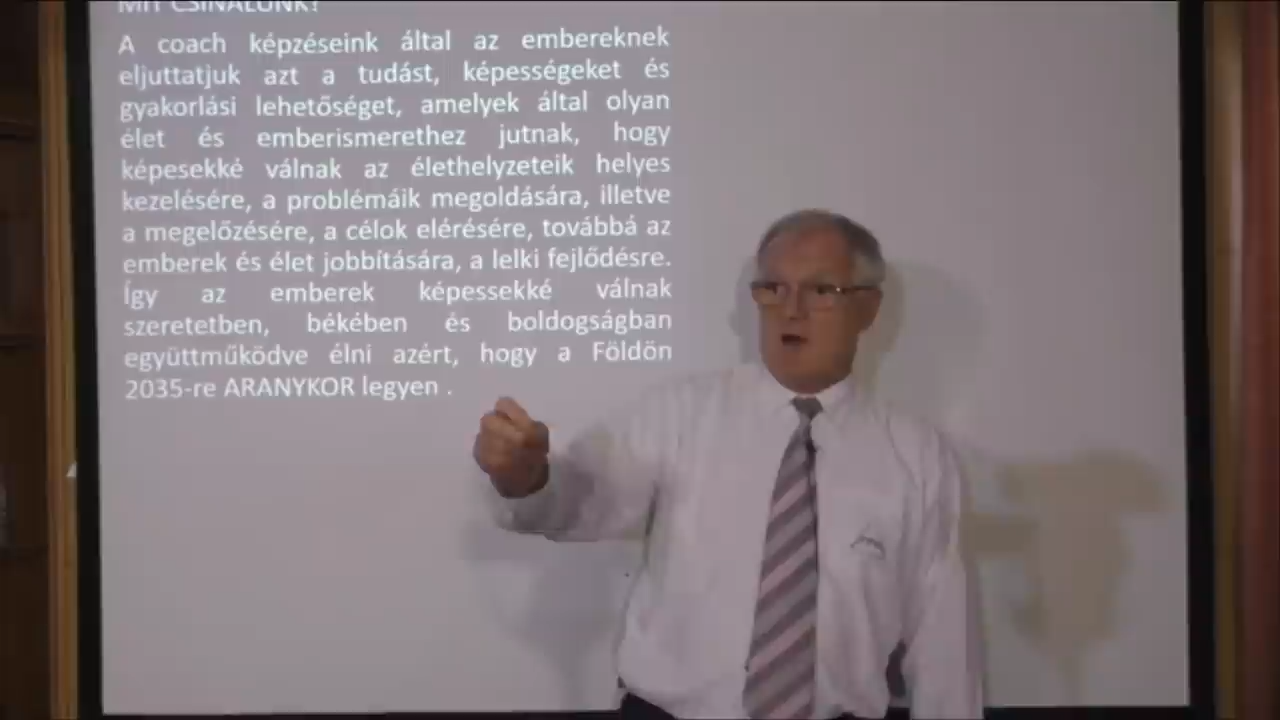 MIT CSINÁLUNK?
A coach képzéseink által az embereknek
eljuttatjuk azt a tudást, képességeket és
gyakorlási lehetőséget, amelyek által olyan
élet és emberismerethez jutnak, hogy
képesekké válnak az élethelyzeteik helyes
kezelésére, a problémáik megoldására, illetve
a megelőzésére, a célok elérésére, továbbá az
emberek és élet jobbítására, a lelki fejlődésre.
Így az emberek képessekké válnak
szeretetben, békében és boldogságban
együttműködve élni azért, hogy a Földön
2035-re ARANYKOR legyen .